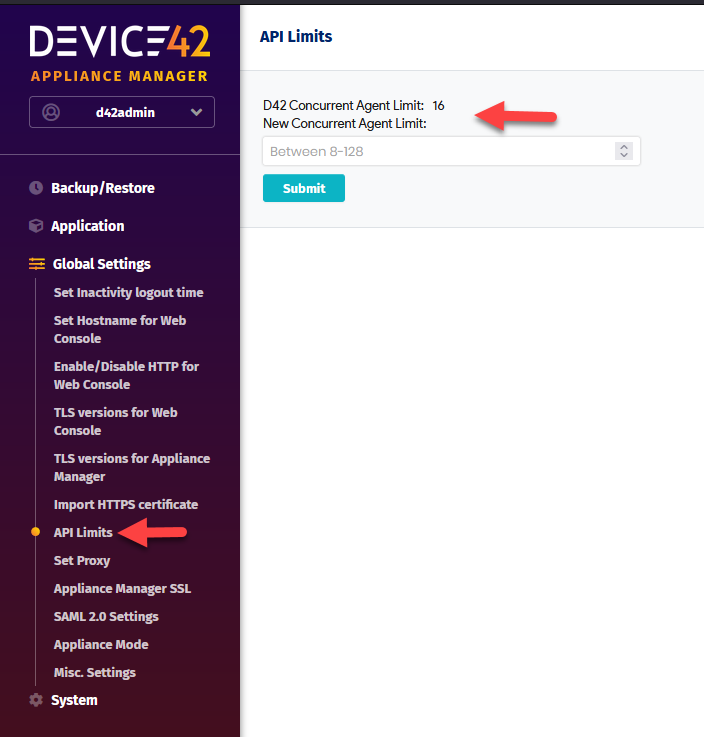 DEVICE42
APPLIANCE MANAGER
d42admin
Backup/Restore
Application
Global Settings
Set Inactivity logout time
Set Hostname for Web
Console
Enable/Disable HTTP for
Web Console
TLS versions for Web
Console
TLS versions for Appliance
Manager
Import HTTPS certificate
API Limits
Set Proxy
Appliance Manager SSL
SAML 2.0 Settings
Appliance Mode
Misc. Settings
System
API Limits
D42 Concurrent Agent Limit: 16
New Concurrent Agent Limit:
Between 8-128
Submit